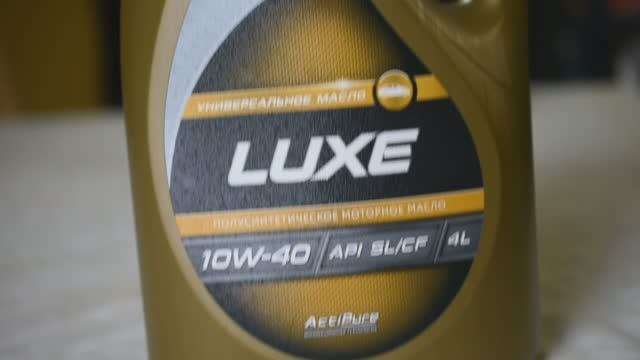 УНИВЕРСАЛЬНОЕ МАСЛО
LUXE
ПОЛУСИНТЕТИЧЕСКОЕ МОТОРНОЕ МАСЛО
10W-40 API SL/CF 4L
ActiPure